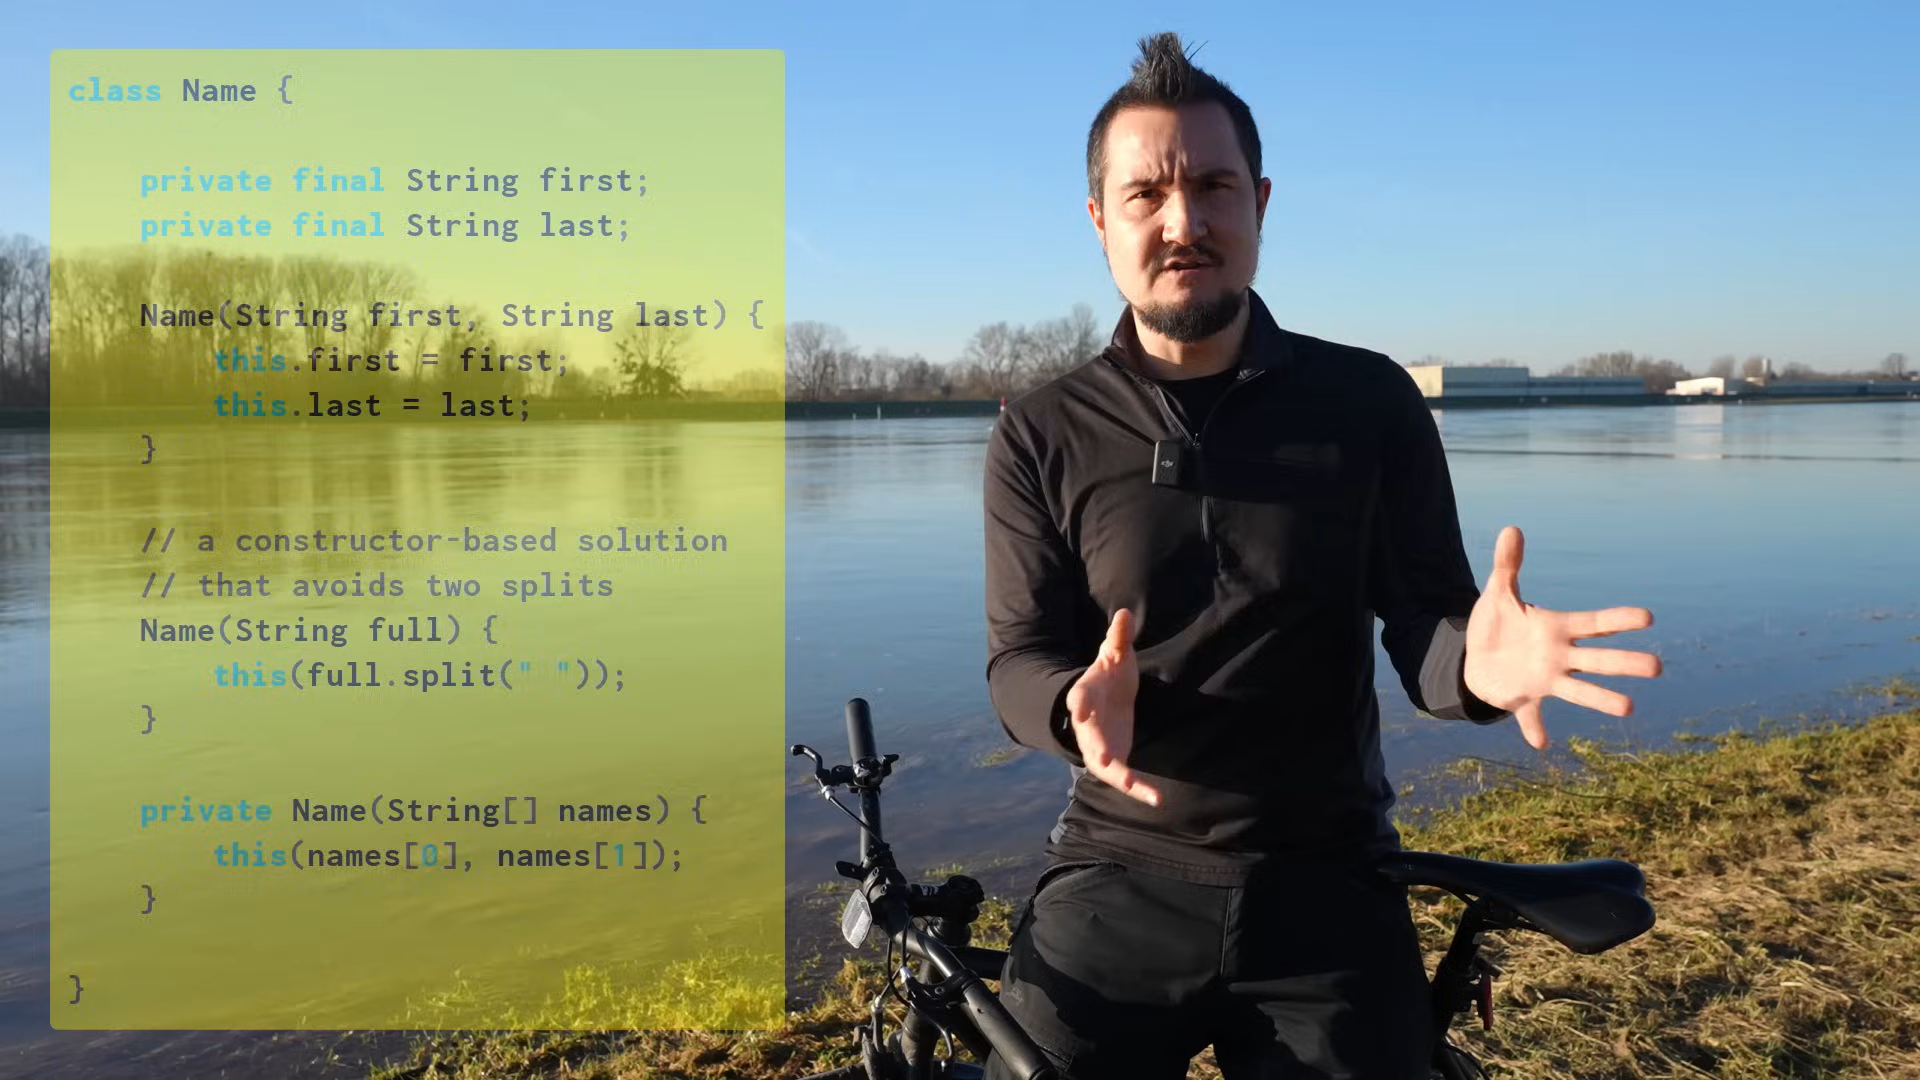 class Name {
private final String first;
private final String last;
Name(String first, String last) {
this.first = first;
this.last = last;
}
// a constructor-based solution
// that avoids two splits
Name(String full) {
this(full.split(" "));
}
private Name(String[] names) {
this(names[0], names[1]);
}
}
dji